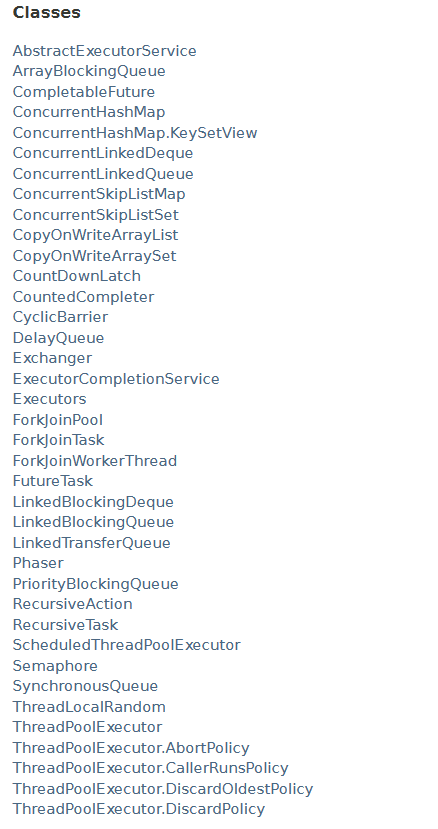 Classes
AbstractExecutorService
ArrayBlockingQueue
CompletableFuture
ConcurrentHashMap
ConcurrentHashMap.KeySetView
ConcurrentLinkedDeque
ConcurrentLinkedQueue
ConcurrentSkipListMap
ConcurrentSkipListSet
CopyOnWriteArrayList
CopyOnWriteArraySet
CountDownLatch
CountedCompleter
CyclicBarrier
DelayQueue
Exchanger
ExecutorCompletionService
Executors
ForkJoinPool
ForkJoinTask
ForkJoinWorkerThread
FutureTask
LinkedBlockingDeque
LinkedBlockingQueue
LinkedTransferQueue
Phaser
PriorityBlockingQueue
RecursiveAction
RecursiveTask
ScheduledThreadPoolExecutor
Semaphore
SynchronousQueue
ThreadLocalRandom
ThreadPoolExecutor
ThreadPoolExecutor.AbortPolicy
ThreadPoolExecutor.CallerRunsPolicy
ThreadPoolExecutor.DiscardOldestPolicy
ThreadPoolExecutor.DiscardPolicy